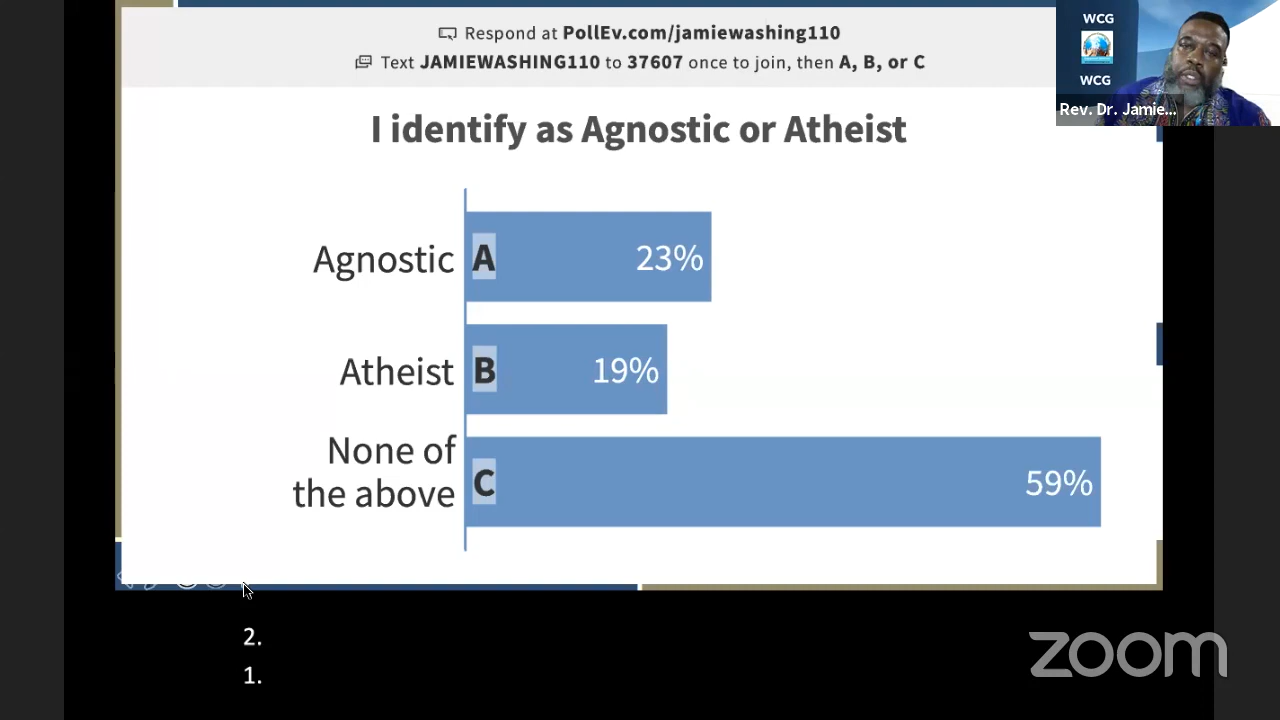 Respond at PollEv.com/jamiewashing110
Text JAMIEWASHING110 to 37607 once to join, then A, B, or C
WCG
WCG
Rev. Dr. Jamie...
I identify as Agnostic or Atheist
Agnostic A 23%
Atheist B 19%
None of
the above C 59%
2.
1.
zoom